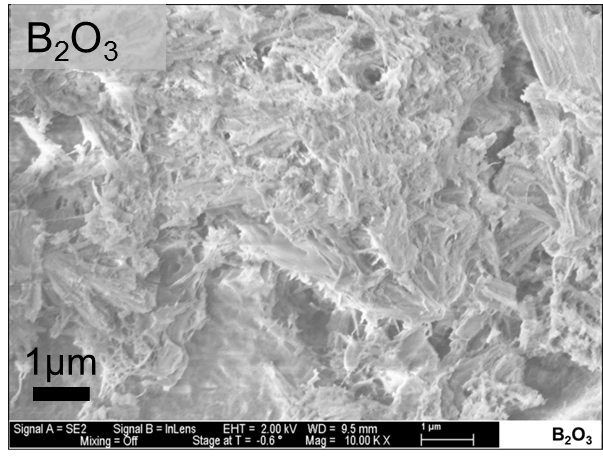 B₂O₃
1μm
Signal A = SE2 Signal B = InLens EHT = 2.00 kV WD = 9.5 mm 1 μm
Mixing = Off Stage at T = -0.6 ° Mag = 10.00 K X
B₂O₃